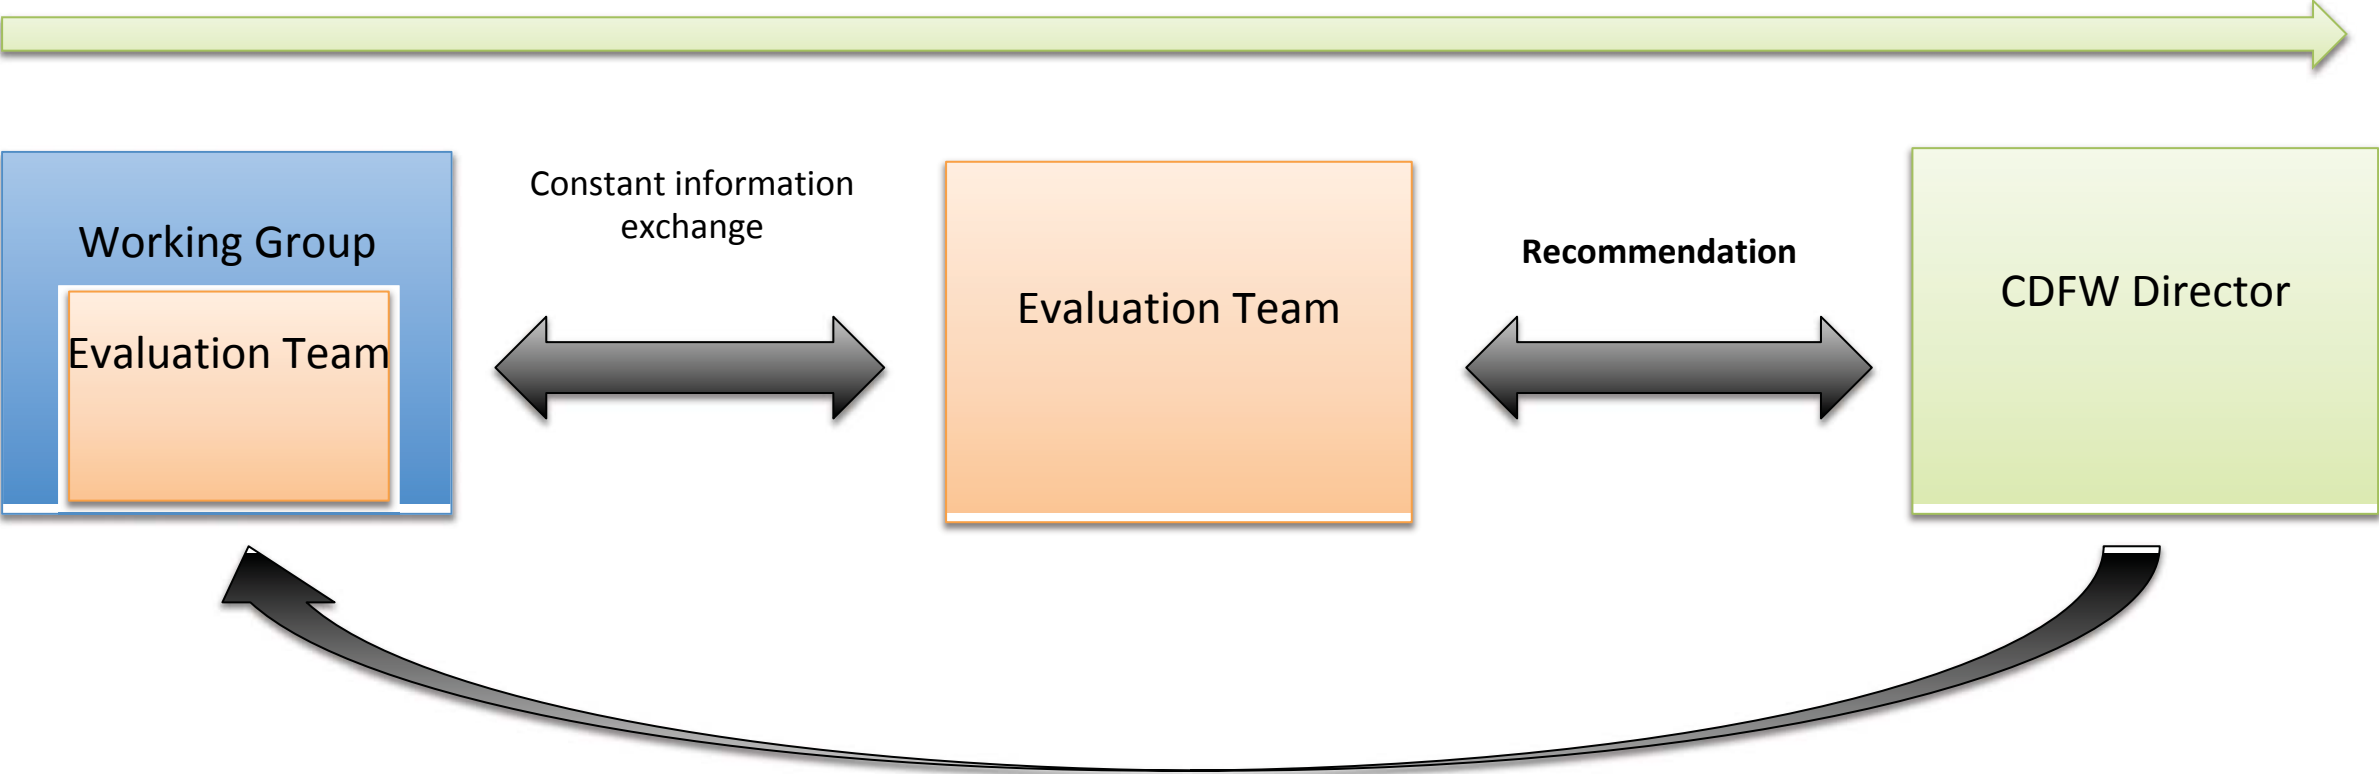 Working Group
Evaluation Team
Constant information
exchange
Evaluation Team
Recommendation
CDFW Director